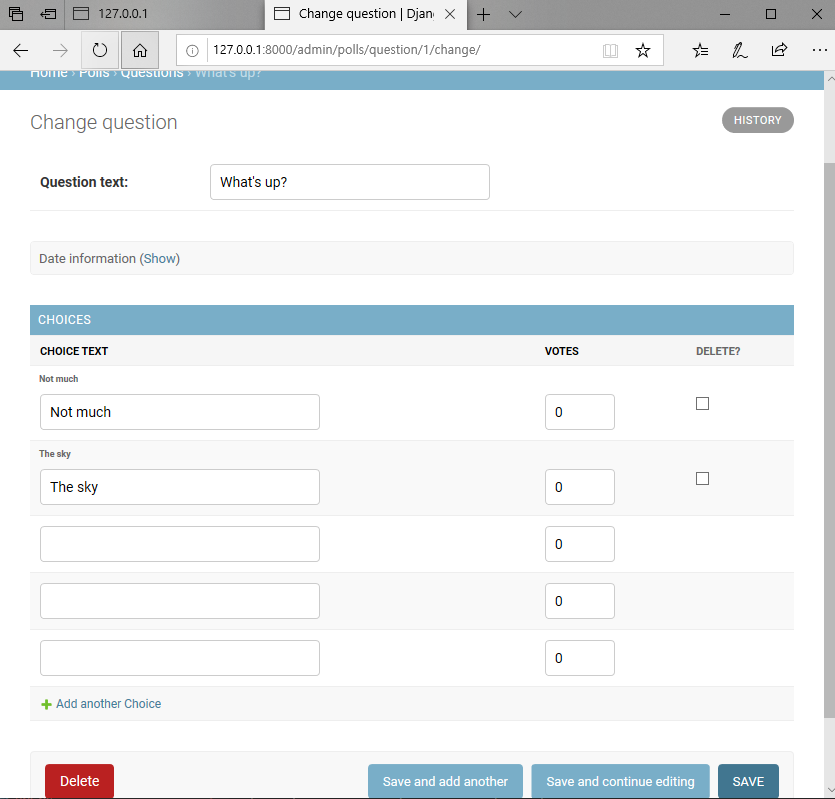 127.0.0.1
Change question | Djan
127.0.0.1:8000/admin/polls/question/1/change/
Home › Polls › Questions › What's up?
Change question
HISTORY
Question text:
What's up?
Date information (Show)
CHOICES
CHOICE TEXT VOTES DELETE?
Not much
Not much 0
The sky
The sky 0
0
0
0
Add another Choice
Delete Save and add another Save and continue editing SAVE